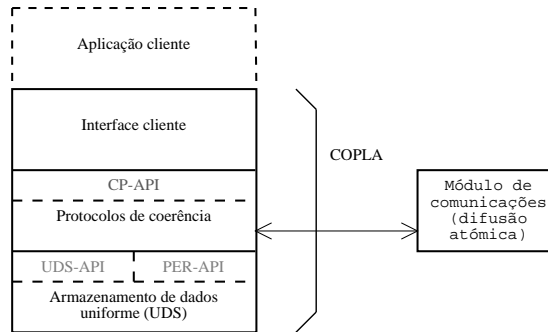 Aplicação cliente
Interface cliente
COPLA
CP-API
Protocolos de coerência
Módulo de
comunicações
(difusão
atómica)
UDS-API
PER-API
Armazenamento de dados
uniforme (UDS)